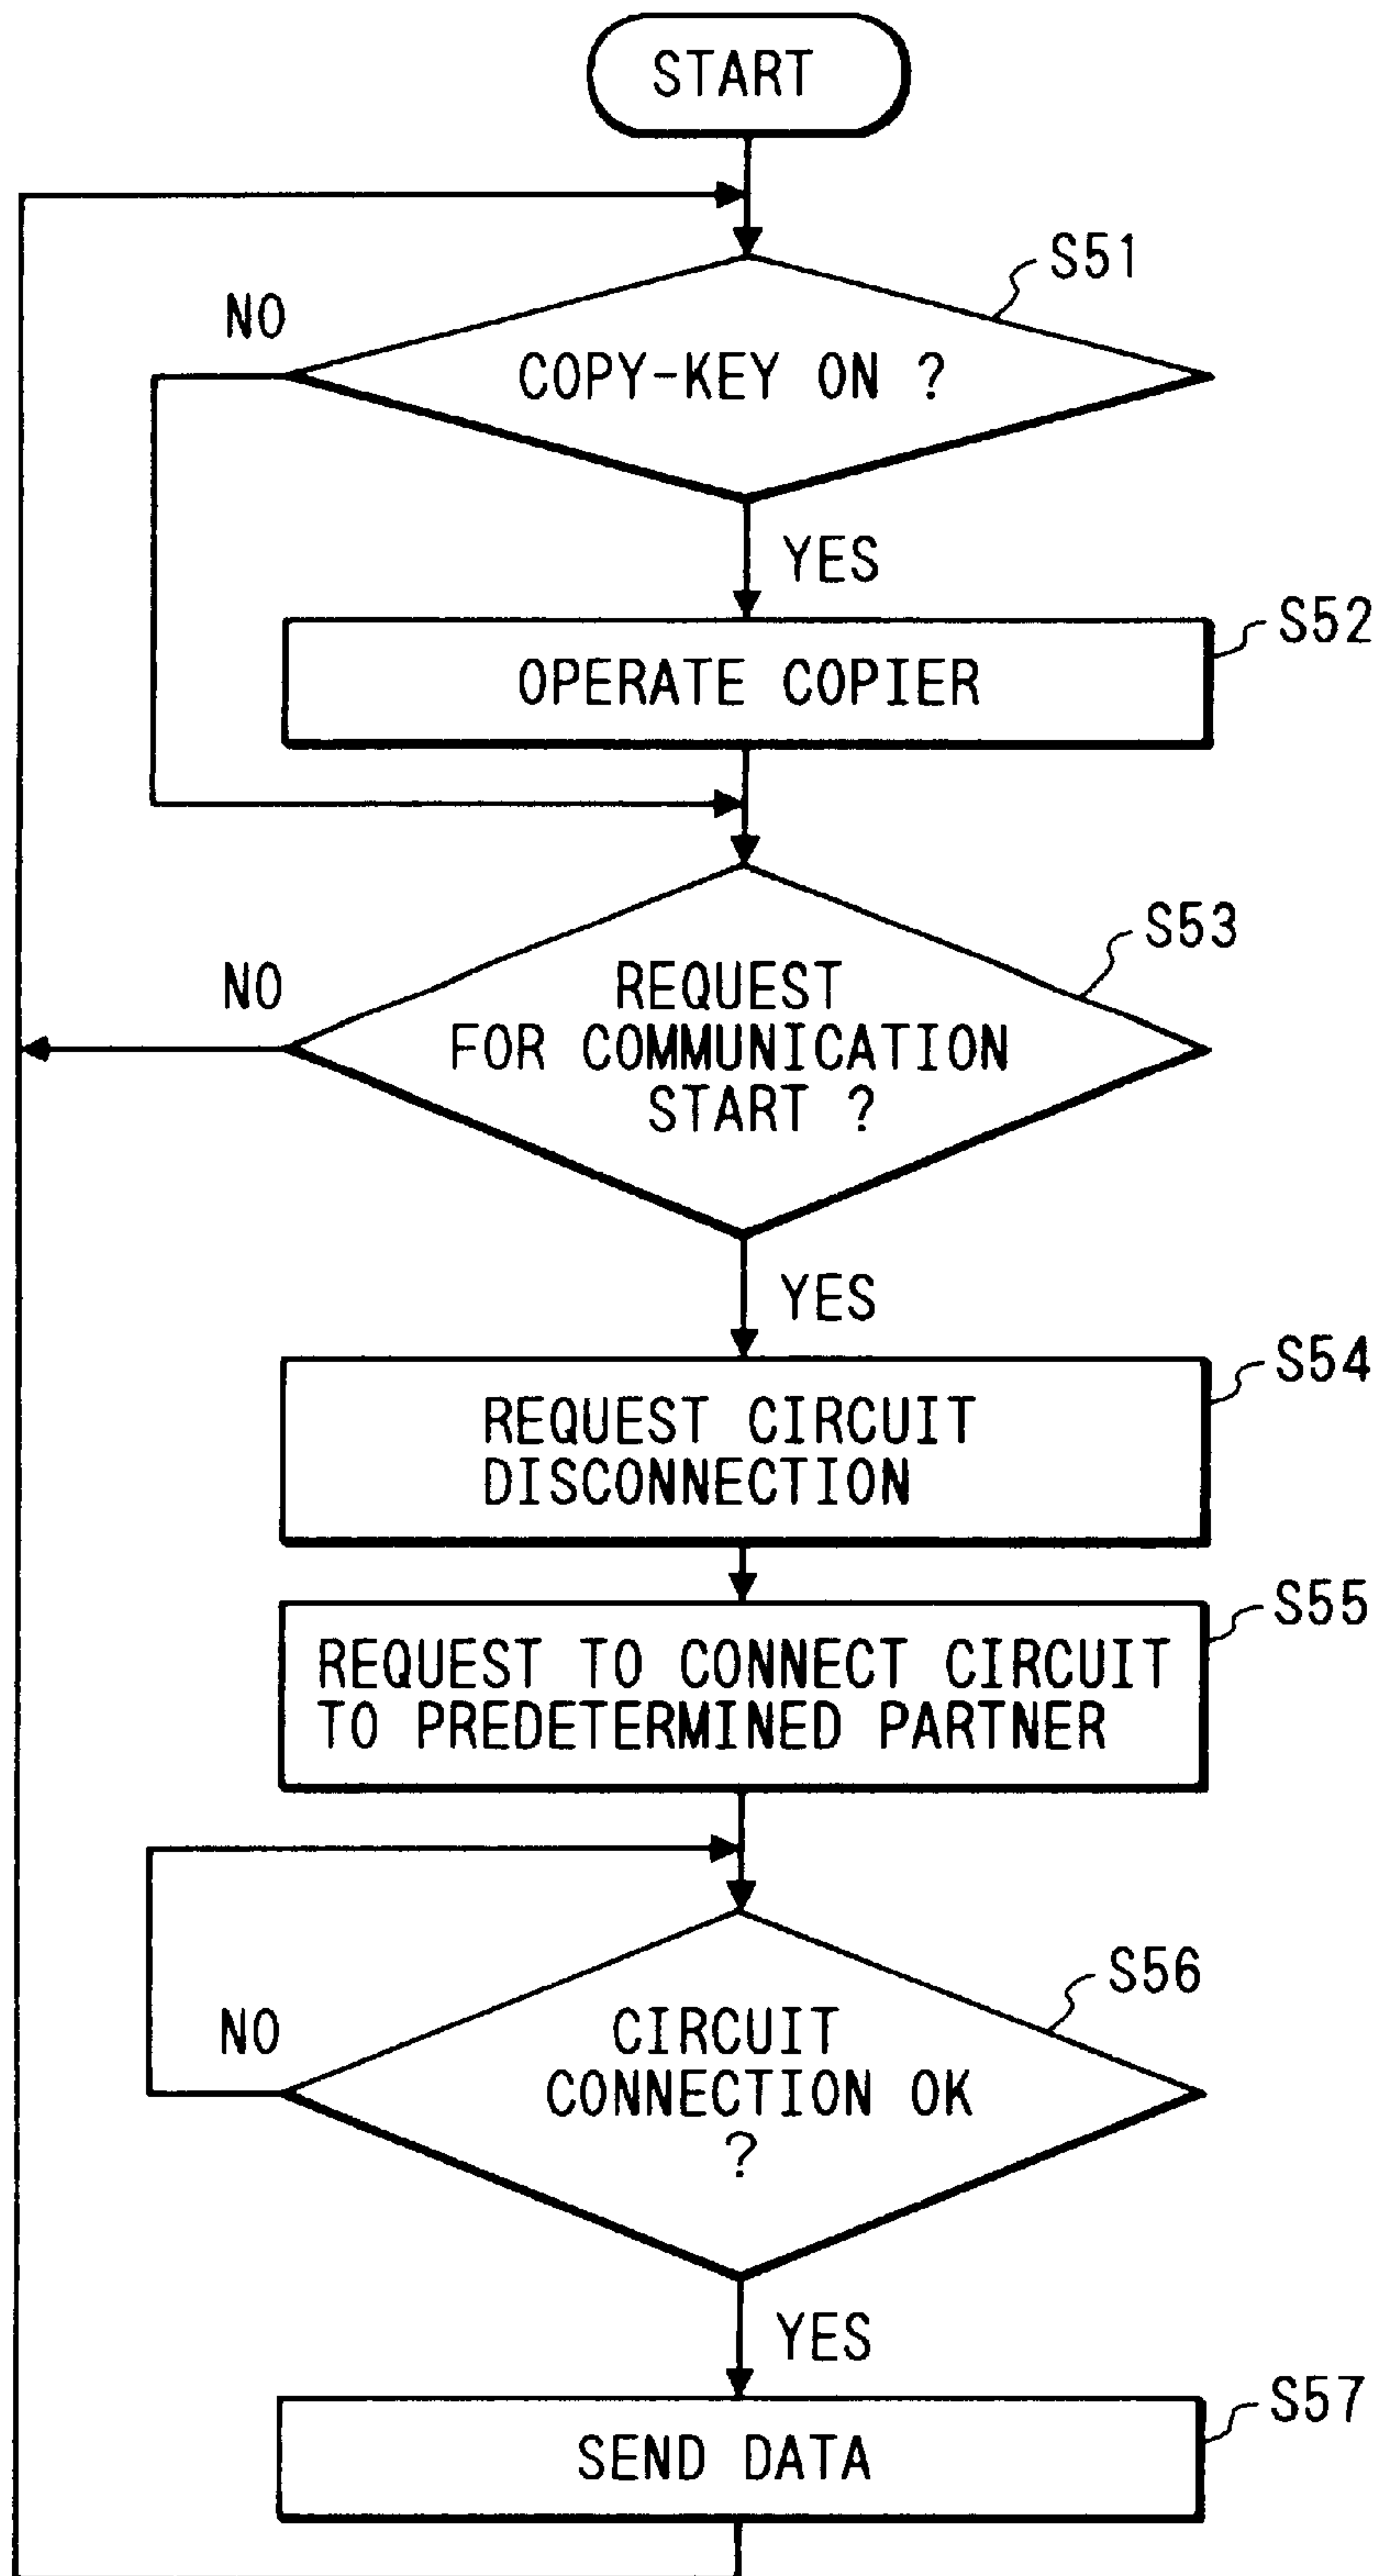 START
S51
NO
COPY-KEY ON ?
YES
S52
OPERATE COPIER
S53
NO
REQUEST
FOR COMMUNICATION
START ?
YES
S54
REQUEST CIRCUIT
DISCONNECTION
S55
REQUEST TO CONNECT CIRCUIT
TO PREDETERMINED PARTNER
S56
NO
CIRCUIT
CONNECTION OK
?
YES
S57
SEND DATA